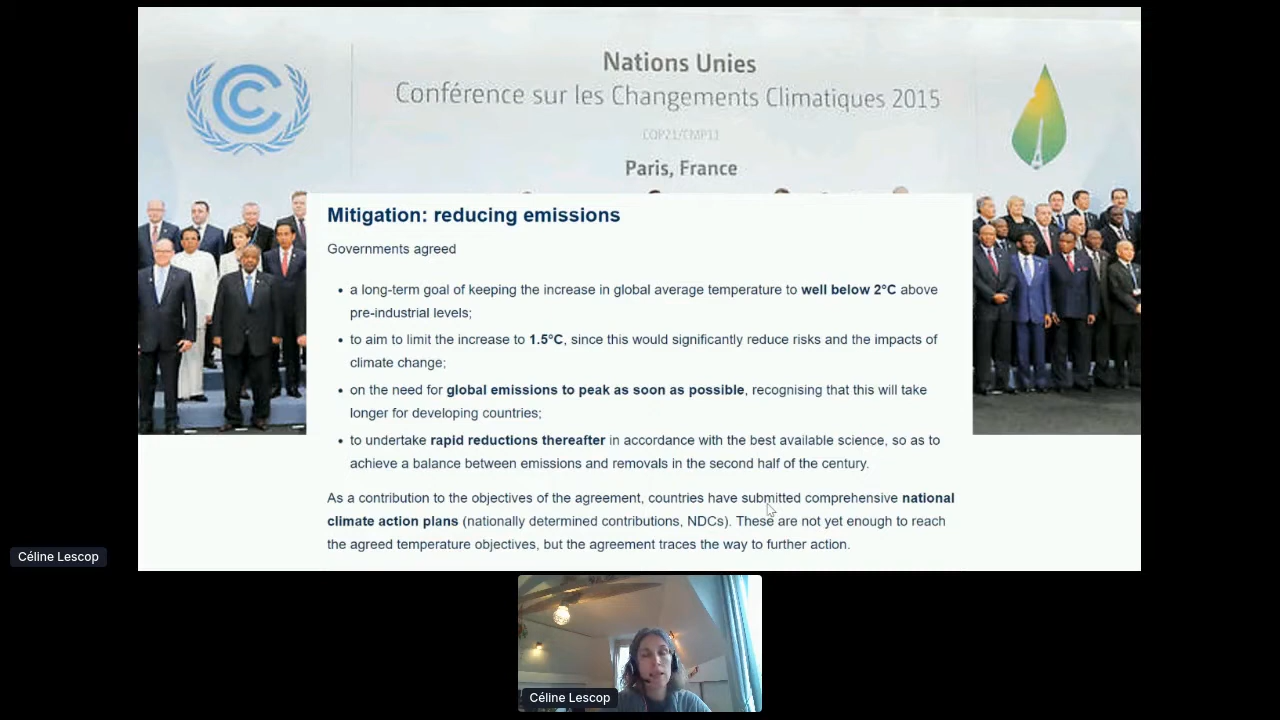 Nations Unies
Conférence sur les Changements Climatiques 2015
COP21/CMP11
Paris, France
Mitigation: reducing emissions
Governments agreed
• a long-term goal of keeping the increase in global average temperature to well below 2°C above
pre-industrial levels;
• to aim to limit the increase to 1.5°C, since this would significantly reduce risks and the impacts of
climate change;
• on the need for global emissions to peak as soon as possible, recognising that this will take
longer for developing countries;
• to undertake rapid reductions thereafter in accordance with the best available science, so as to
achieve a balance between emissions and removals in the second half of the century.
As a contribution to the objectives of the agreement, countries have submitted comprehensive national
climate action plans (nationally determined contributions, NDCs). These are not yet enough to reach
the agreed temperature objectives, but the agreement traces the way to further action.
Céline Lescop
Céline Lescop